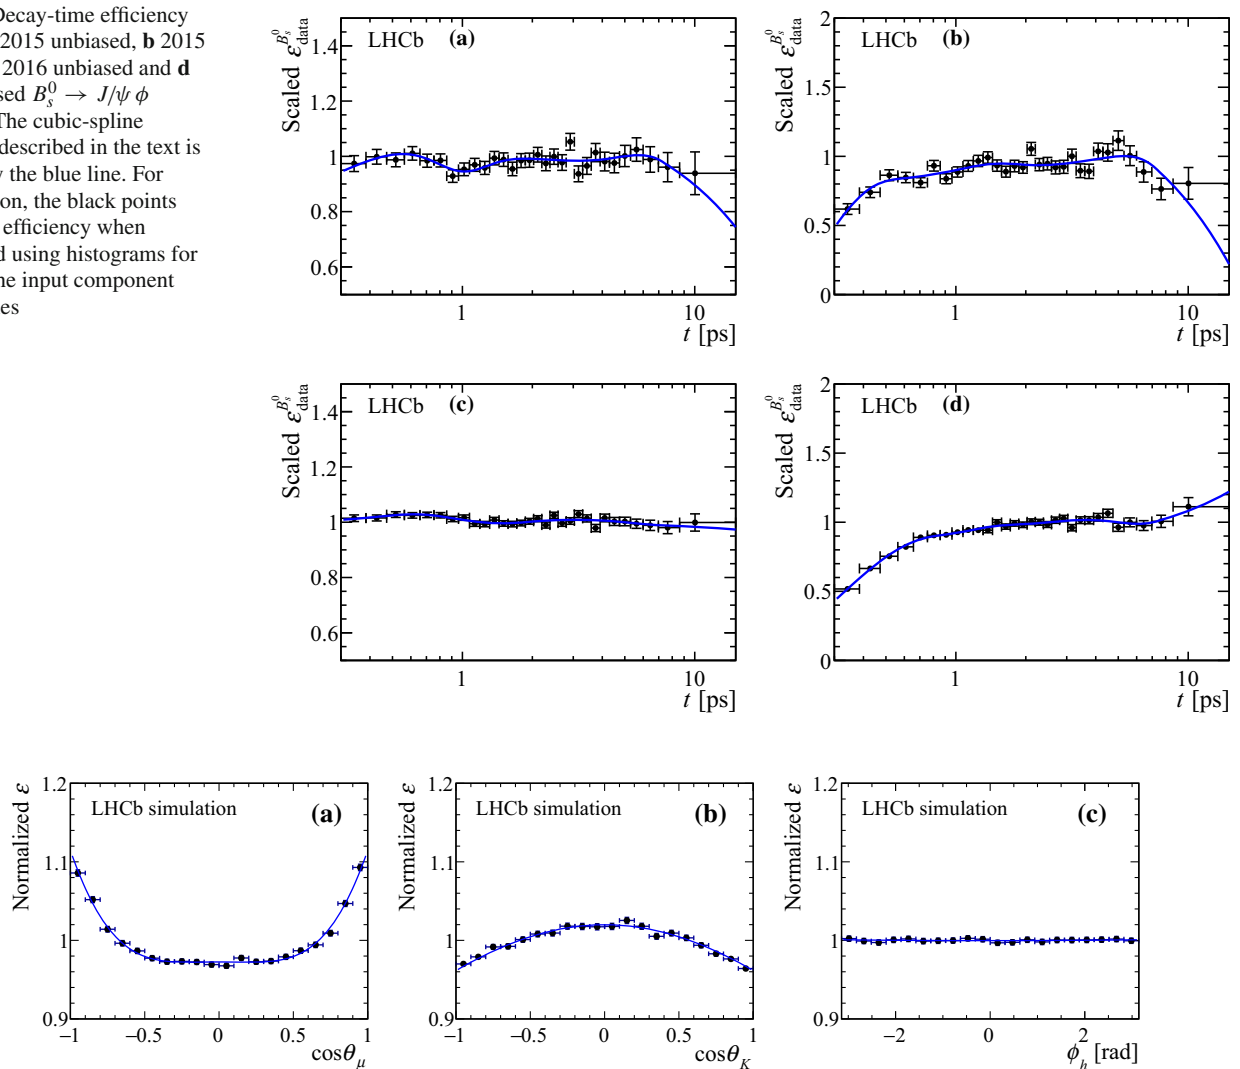 Decay-time efficiency
2015 unbiased, b 2015
2016 unbiased and d
sed B_s^0 → J/ψ φ
The cubic-spline
described in the text is
y the blue line. For
on, the black points
efficiency when
d using histograms for
ne input component
es
Scaled ε_data^{B_s^0}
LHCb (a)
1.4
1.2
1
0.8
0.6
1 10
t [ps]
Scaled ε_data^{B_s^0}
LHCb (b)
2
1.5
1
0.5
0
1 10
t [ps]
Scaled ε_data^{B_s^0}
LHCb (c)
1.4
1.2
1
0.8
0.6
1 10
t [ps]
Scaled ε_data^{B_s^0}
LHCb (d)
2
1.5
1
0.5
0
1 10
t [ps]
Normalized ε
LHCb simulation (a)
1.2
1.1
1
0.9
−1 −0.5 0 0.5 1
cosθ_μ
Normalized ε
LHCb simulation (b)
1.2
1.1
1
0.9
−1 −0.5 0 0.5 1
cosθ_K
Normalized ε
LHCb simulation (c)
1.2
1.1
1
0.9
−2 0 2
φ_h [rad]